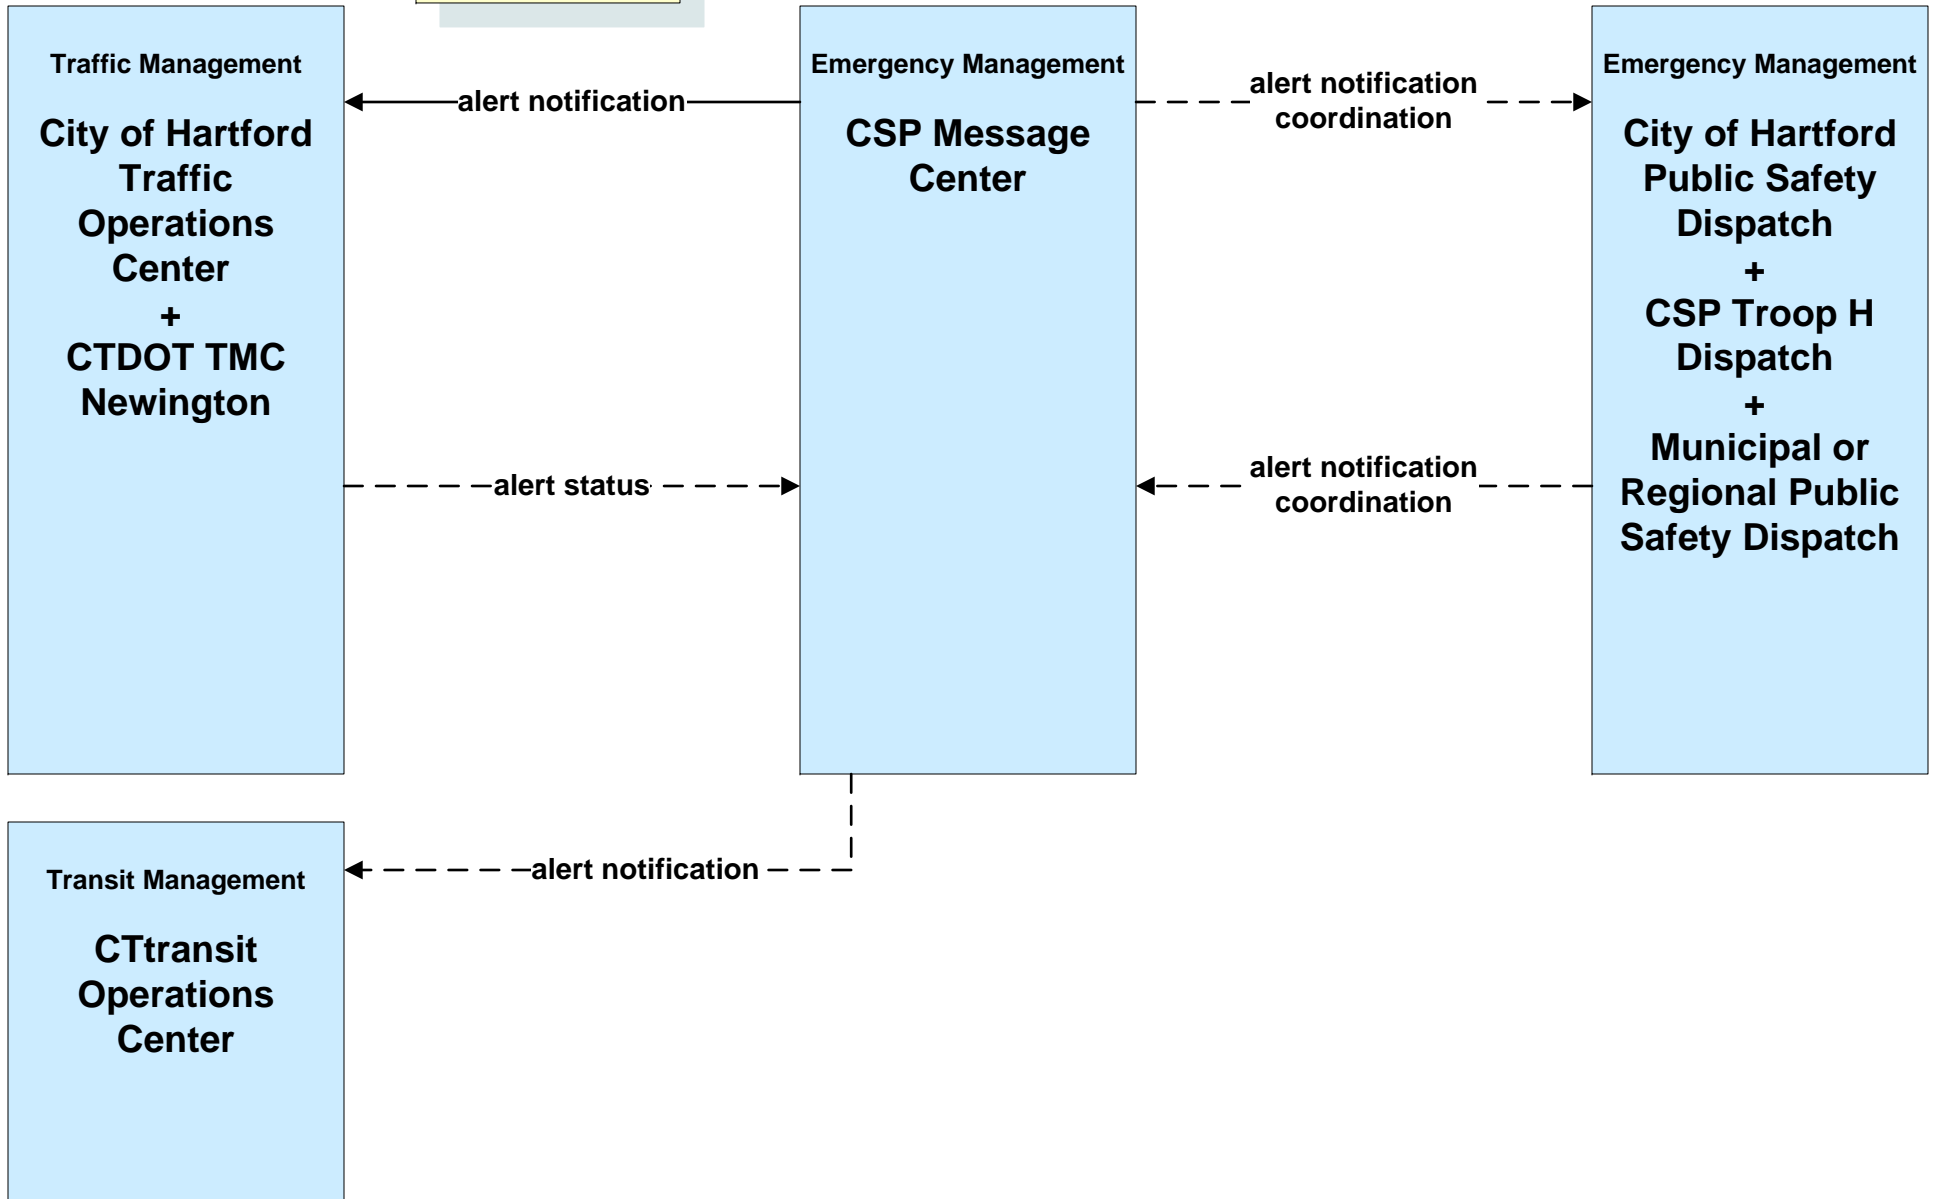 Traffic Management
City of Hartford
Traffic
Operations
Center
+
CTDOT TMC
Newington
alert notification
Emergency Management
CSP Message
Center
alert notification
coordination
Emergency Management
City of Hartford
Public Safety
Dispatch
+
CSP Troop H
Dispatch
+
Municipal or
Regional Public
Safety Dispatch
alert status
alert notification
coordination
Transit Management
CTtransit
Operations
Center
alert notification